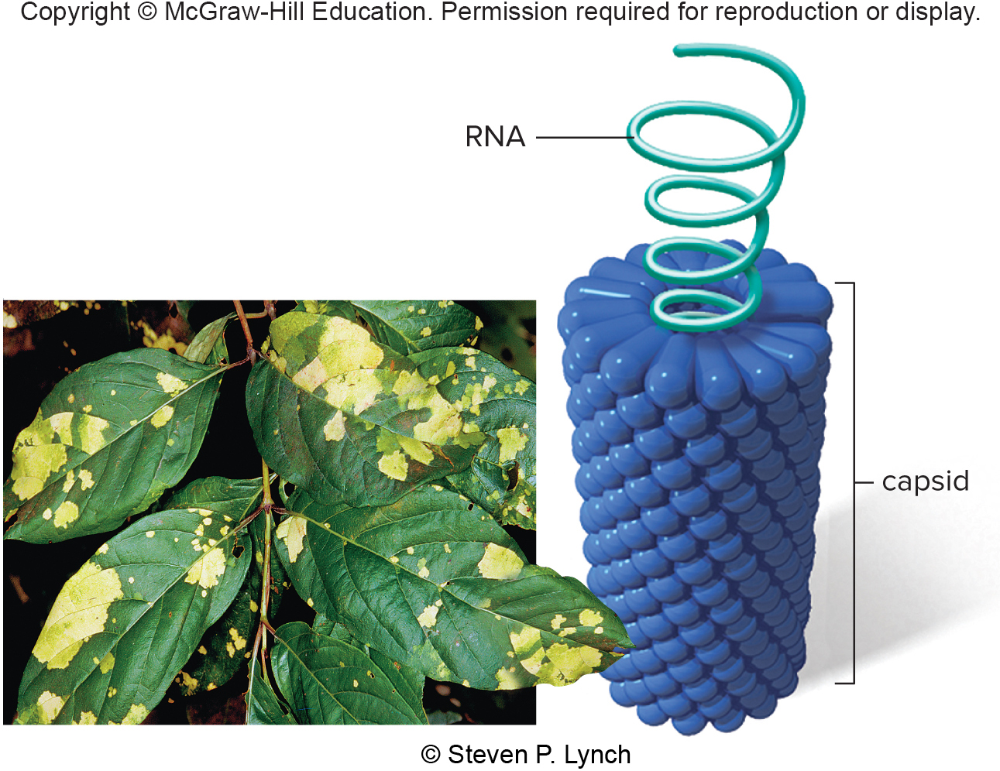 Copyright © McGraw-Hill Education. Permission required for reproduction or display.
RNA
capsid
© Steven P. Lynch